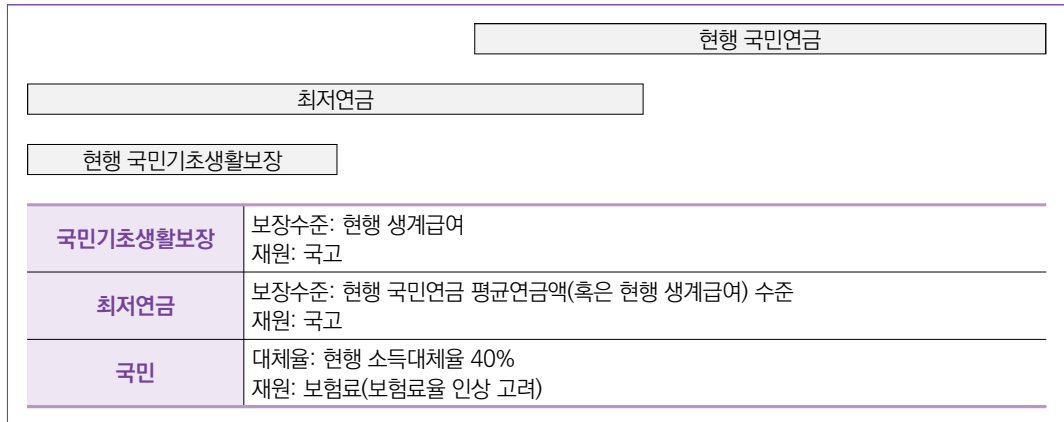 현행 국민연금
최저연금
현행 국민기초생활보장
국민기초생활보장
보장수준: 현행 생계급여
재원: 국고
최저연금
보장수준: 현행 국민연금 평균연금액(혹은 현행 생계급여) 수준
재원: 국고
국민
대체율: 현행 소득대체율 40%
재원: 보험료(보험료율 인상 고려)